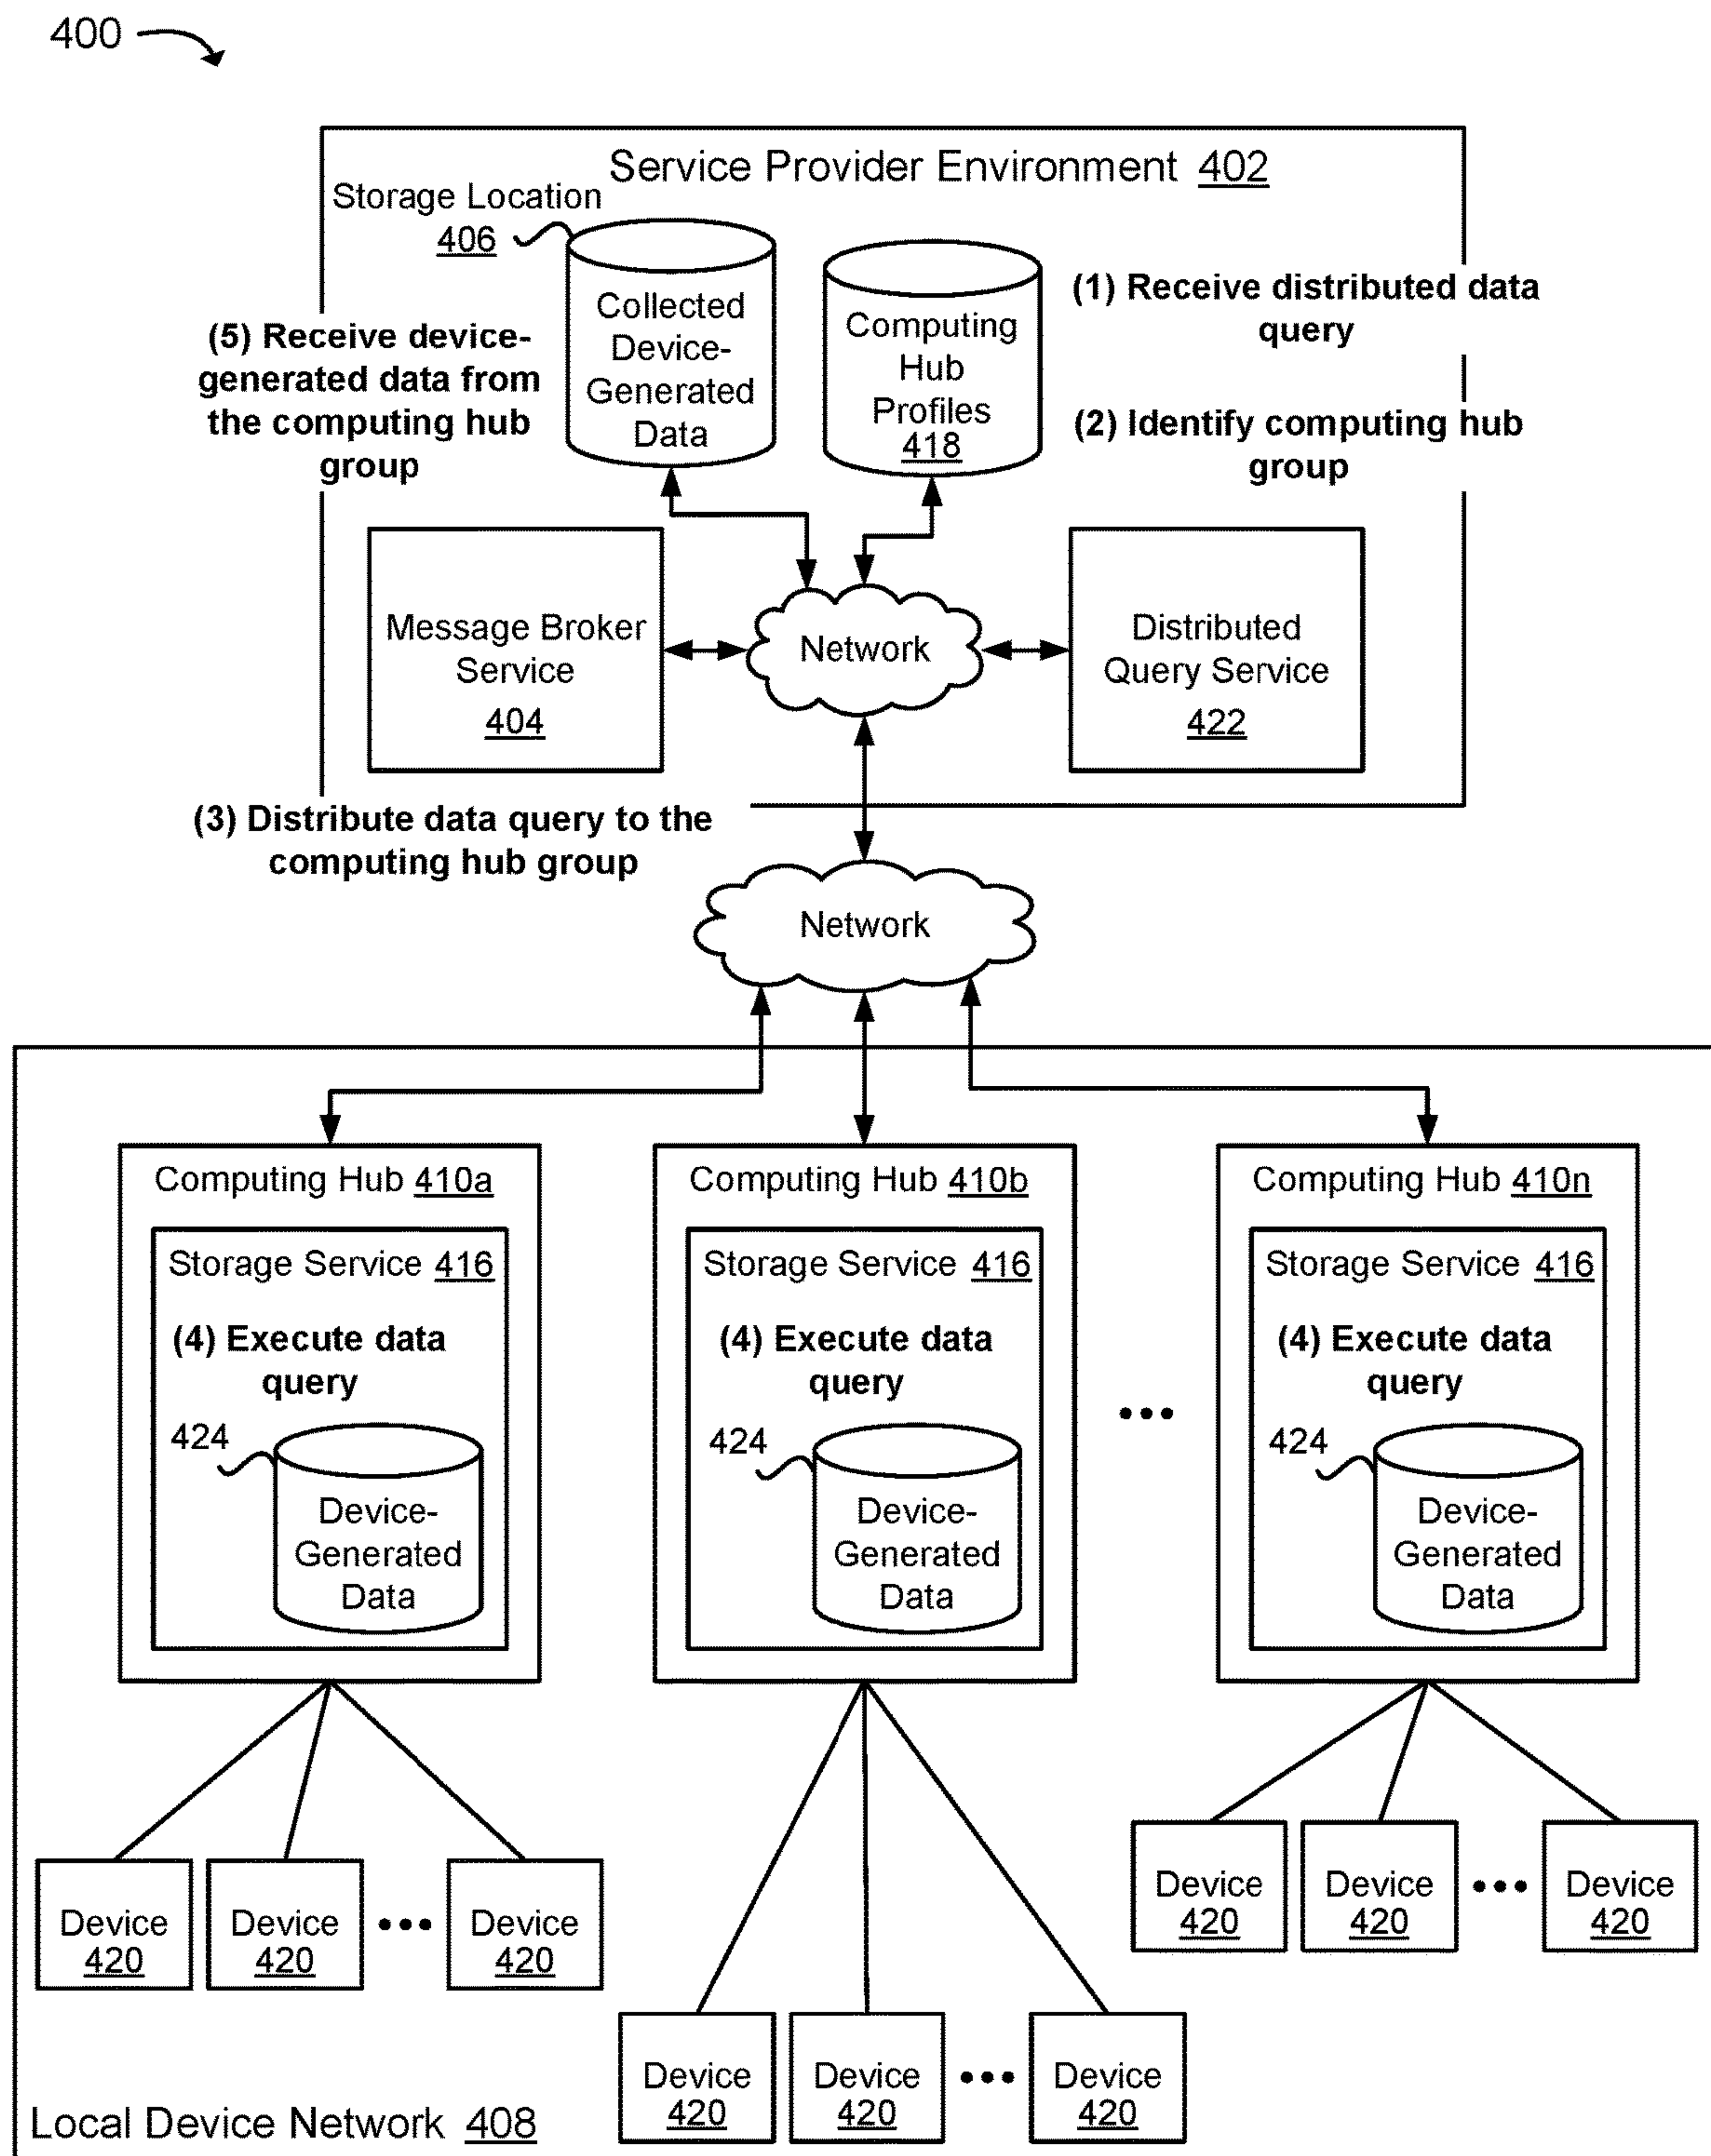 400
Service Provider Environment 402
Storage Location
406
Collected
Device-
Generated
Data
Computing
Hub
Profiles
418
(1) Receive distributed data
query
(2) Identify computing hub
group
(5) Receive device-
generated data from
the computing hub
group
Message Broker
Service
404
Network
Distributed
Query Service
422
(3) Distribute data query to the
computing hub group
Network
Computing Hub 410a
Storage Service 416
(4) Execute data
query
424
Device-
Generated
Data
Computing Hub 410b
Storage Service 416
(4) Execute data
query
424
Device-
Generated
Data
Computing Hub 410n
Storage Service 416
(4) Execute data
query
424
Device-
Generated
Data
Device
420
Device
420
Device
420
Device
420
Device
420
Device
420
Device
420
Device
420
Device
420
Local Device Network 408